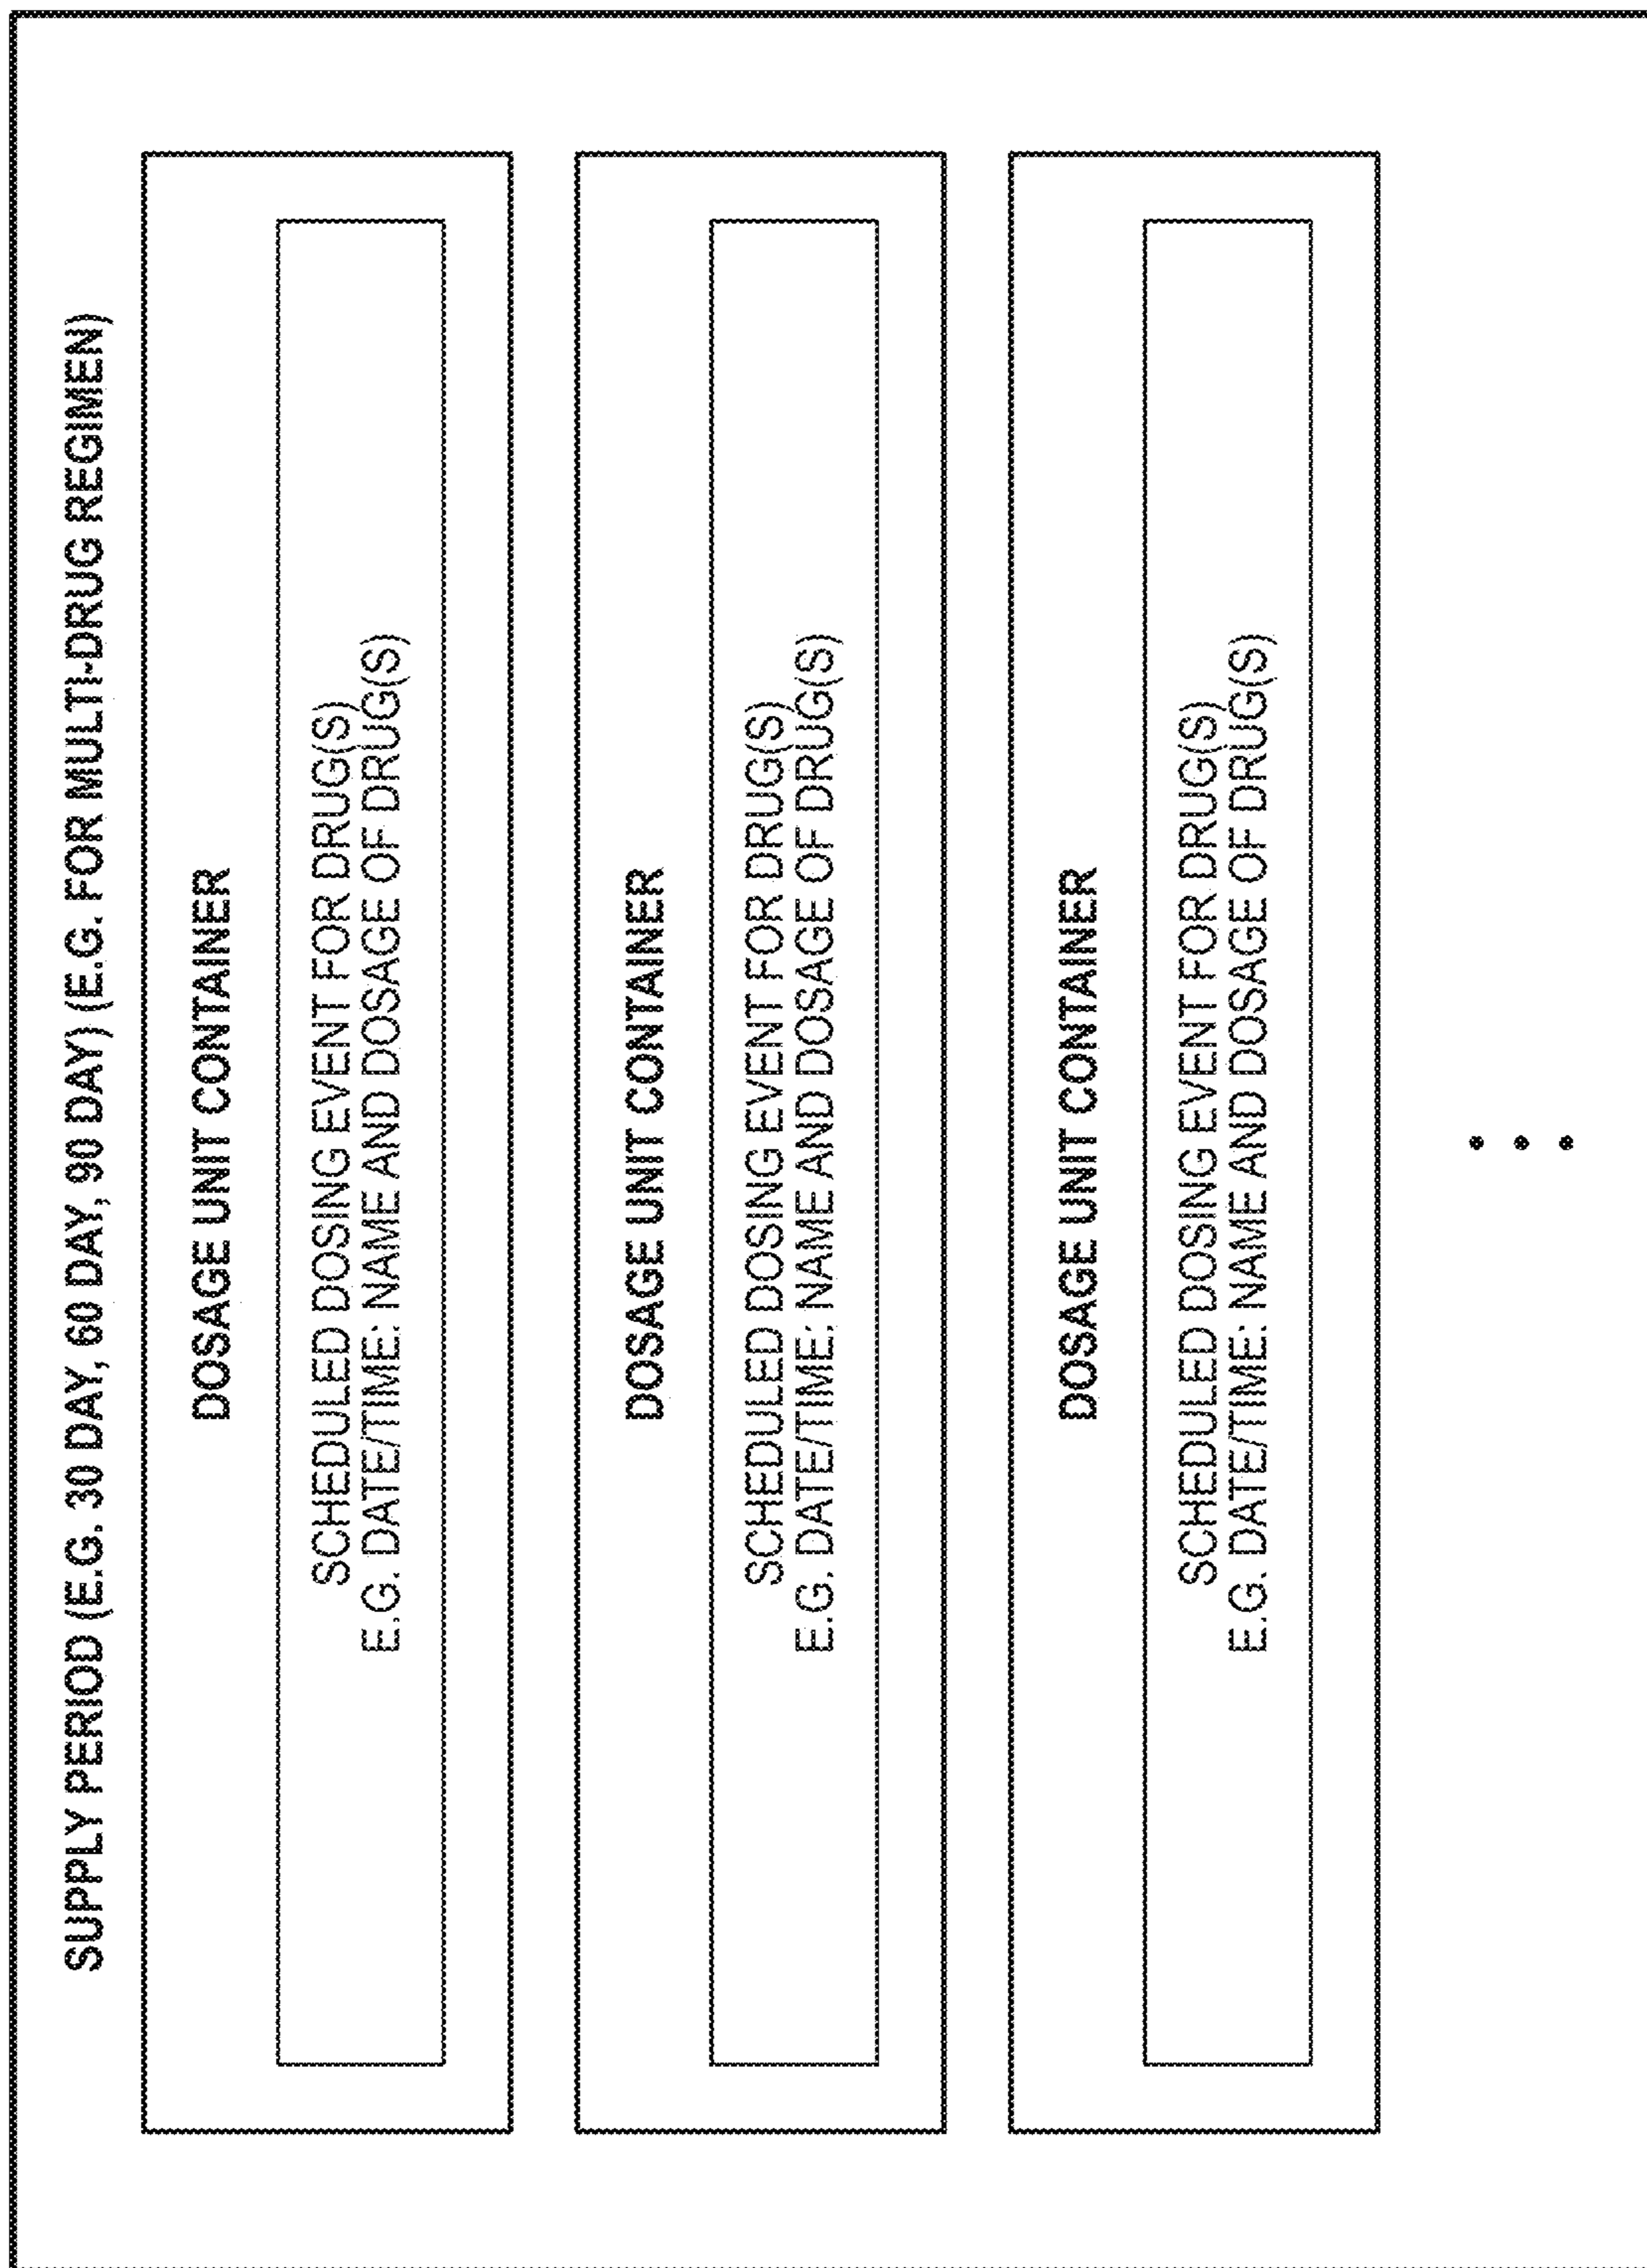 SUPPLY PERIOD (E.G. 30 DAY, 60 DAY, 90 DAY) (E.G. FOR MULTI-DRUG REGIMEN)
DOSAGE UNIT CONTAINER
SCHEDULED DOSING EVENT FOR DRUG(S)
E.G. DATE/TIME: NAME AND DOSAGE OF DRUG(S)
DOSAGE UNIT CONTAINER
SCHEDULED DOSING EVENT FOR DRUG(S)
E.G. DATE/TIME: NAME AND DOSAGE OF DRUG(S)
DOSAGE UNIT CONTAINER
SCHEDULED DOSING EVENT FOR DRUG(S)
E.G. DATE/TIME: NAME AND DOSAGE OF DRUG(S)